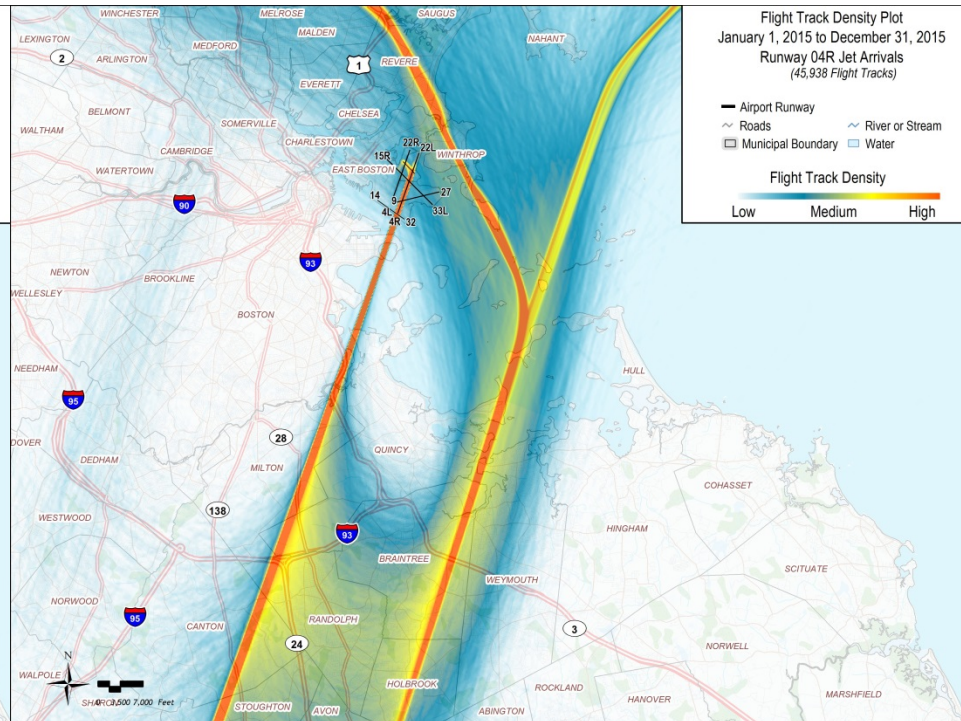 Flight Track Density Plot
January 1, 2015 to December 31, 2015
Runway 04R Jet Arrivals
(45,938 Flight Tracks)
Airport Runway
Roads
River or Stream
Municipal Boundary
Water
Flight Track Density
Low Medium High
WINCHESTER
MELROSE
SAUGUS
LEXINGTON
MALDEN
NAHANT
MEDFORD
2
ARLINGTON
1
REVERE
EVERETT
BELMONT
CHELSEA
SOMERVILLE
WALTHAM
CHARLESTOWN
22R
CAMBRIDGE
22L
15R
WINTHROP
WATERTOWN
EAST BOSTON
27
14
9
90
4L
33L
4R
32
93
NEWTON
BROOKLINE
WELLESLEY
BOSTON
NEEDHAM
HULL
95
DOVER
28
QUINCY
DEDHAM
MILTON
COHASSET
138
WESTWOOD
93
HINGHAM
BRAINTREE
SCITUATE
WEYMOUTH
NORWOOD
95
RANDOLPH
CANTON
3
24
NORWELL
WALPOLE
N
HOLBROOK
ROCKLAND
MARSHFIELD
HANOVER
STOUGHTON
AVON
ABINGTON
7,000 Feet